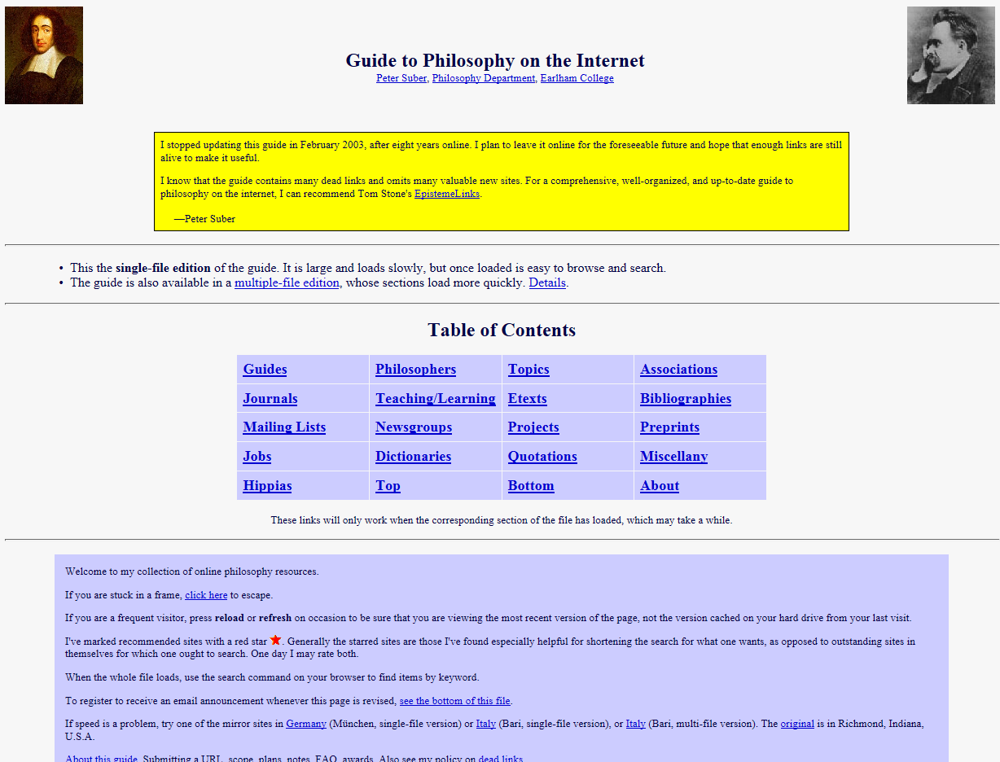 Guide to Philosophy on the Internet
Peter Suber, Philosophy Department, Earlham College
I stopped updating this guide in February 2003, after eight years online. I plan to leave it online for the foreseeable future and hope that enough links are still
alive to make it useful.
I know that the guide contains many dead links and omits many valuable new sites. For a comprehensive, well-organized, and up-to-date guide to
philosophy on the internet, I can recommend Tom Stone's EpistemeLinks.
—Peter Suber
• This the single-file edition of the guide. It is large and loads slowly, but once loaded is easy to browse and search.
• The guide is also available in a multiple-file edition, whose sections load more quickly. Details.
Table of Contents
Guides Philosophers Topics Associations
Journals Teaching/Learning Etexts Bibliographies
Mailing Lists Newsgroups Projects Preprints
Jobs Dictionaries Quotations Miscellany
Hippias Top Bottom About
These links will only work when the corresponding section of the file has loaded, which may take a while.
Welcome to my collection of online philosophy resources.
If you are stuck in a frame, click here to escape.
If you are a frequent visitor, press reload or refresh on occasion to be sure that you are viewing the most recent version of the page, not the version cached on your hard drive from your last visit.
I've marked recommended sites with a red star ★. Generally the starred sites are those I've found especially helpful for shortening the search for what one wants, as opposed to outstanding sites in
themselves for which one ought to search. One day I may rate both.
When the whole file loads, use the search command on your browser to find items by keyword.
To register to receive an email announcement whenever this page is revised, see the bottom of this file.
If speed is a problem, try one of the mirror sites in Germany (München, single-file version) or Italy (Bari, single-file version), or Italy (Bari, multi-file version). The original is in Richmond, Indiana,
U.S.A.
About this guide. Submitting a URL, scope, plans, notes, FAQ, awards. Also see my policy on dead links.